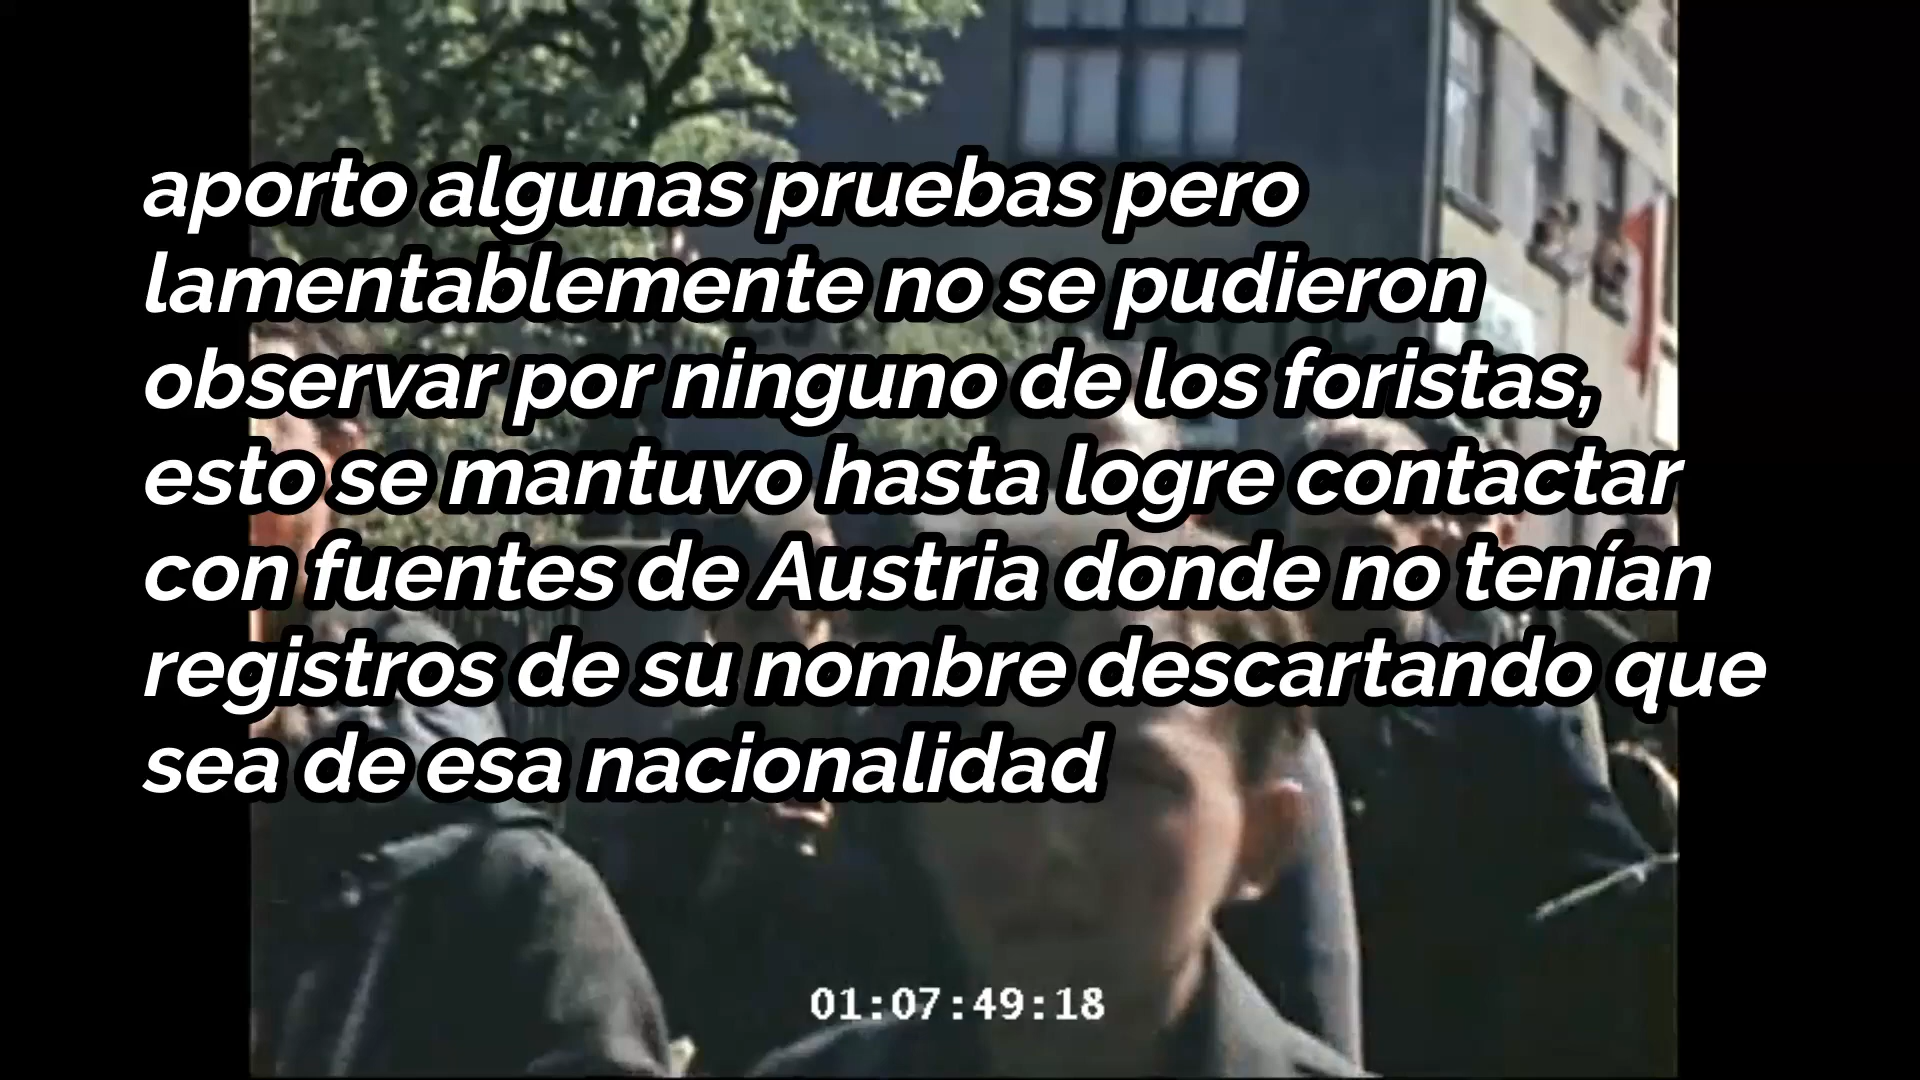 aporto algunas pruebas pero
lamentablemente no se pudieron
observar por ninguno de los foristas,
esto se mantuvo hasta logre contactar
con fuentes de Austria donde no tenían
registros de su nombre descartando que
sea de esa nacionalidad
01:07:49:18